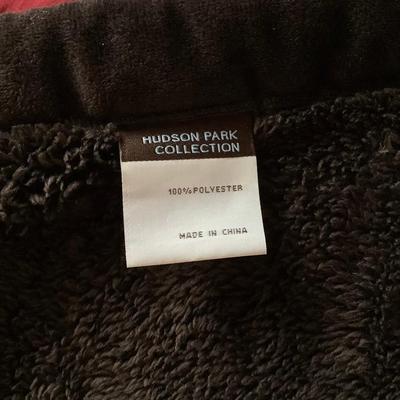 HUDSON PARK
COLLECTION
100% POLYESTER
MADE IN CHINA